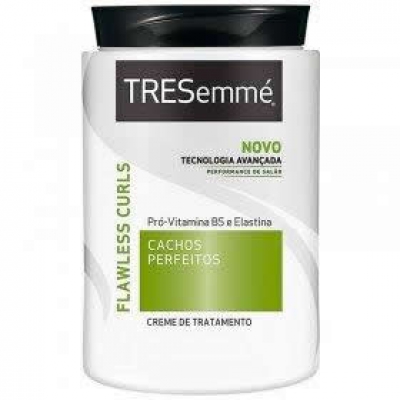 TRESemmé
NOVO
TECNOLOGIA AVANÇADA
PERFORMANCE DE SALÃO
FLAWLESS CURLS
Pró-Vitamina B5 e Elastina
CACHOS
PERFEITOS
CREME DE TRATAMENTO